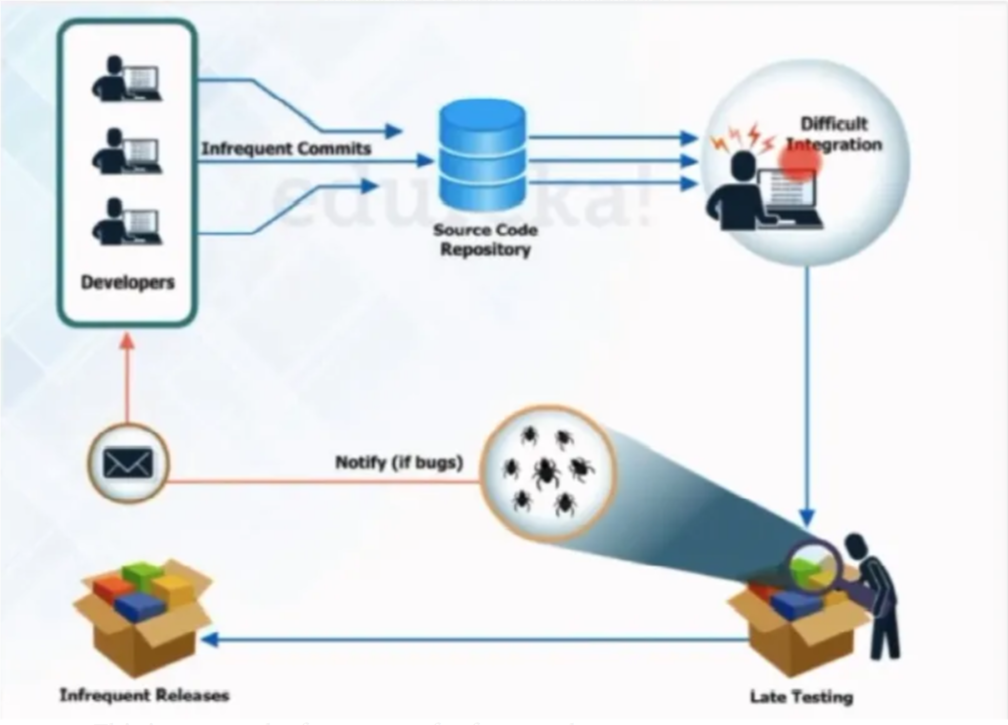 Infrequent Commits
Difficult
Integration
edureka!
Source Code
Repository
Developers
Notify (if bugs)
Infrequent Releases
Late Testing